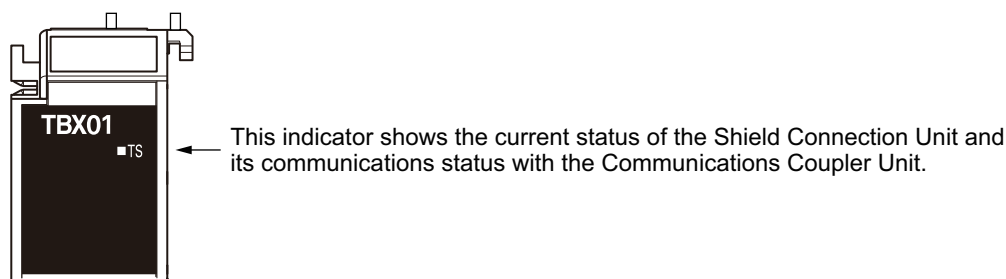 TBX01
■TS
This indicator shows the current status of the Shield Connection Unit and
its communications status with the Communications Coupler Unit.